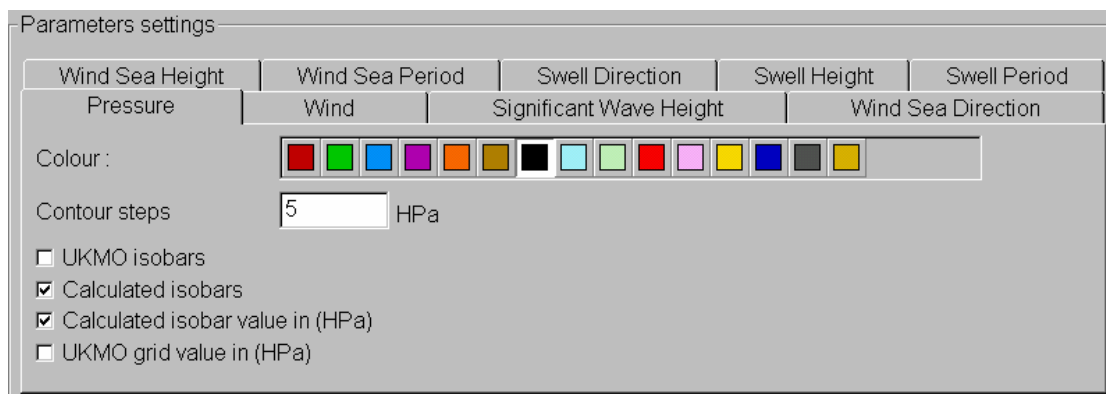 Parameters settings
Wind Sea Height Wind Sea Period Swell Direction Swell Height Swell Period
Pressure Wind Significant Wave Height Wind Sea Direction
Colour :
Contour steps 5 HPa
UKMO isobars
Calculated isobars
Calculated isobar value in (HPa)
UKMO grid value in (HPa)